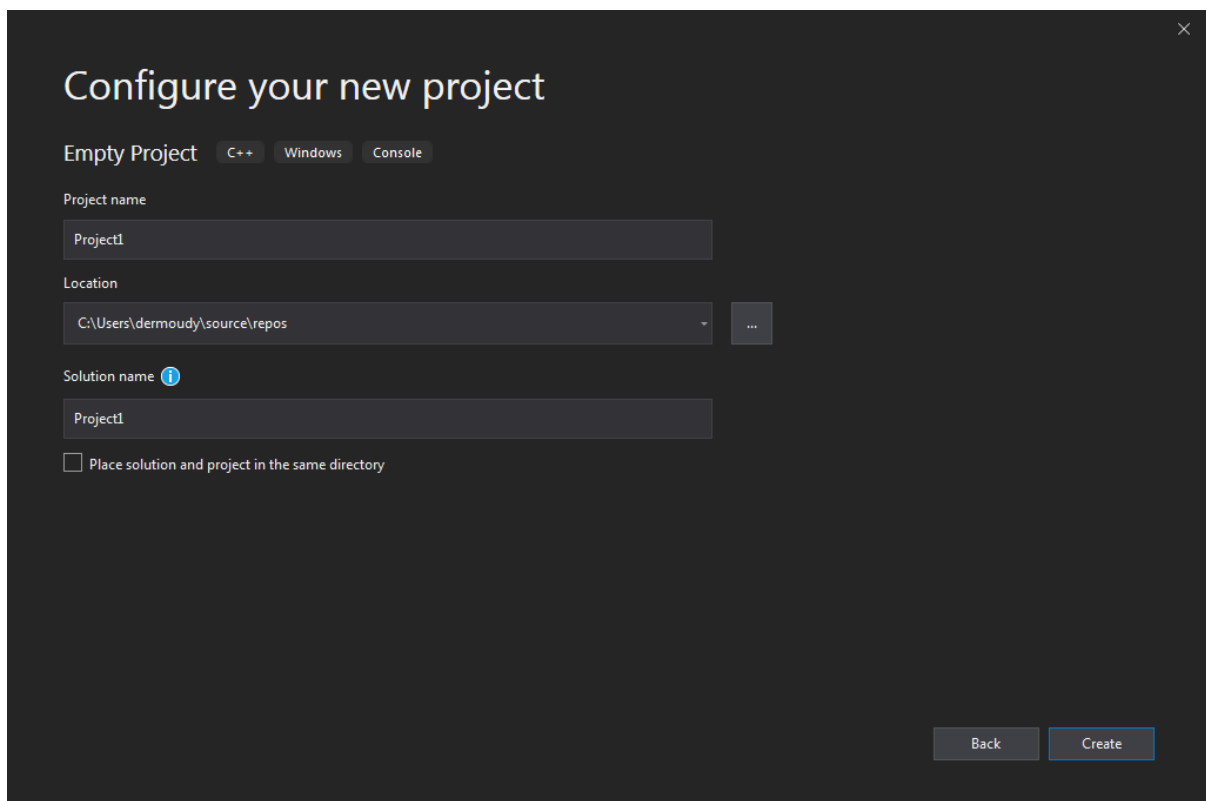 Configure your new project
Empty Project C++ Windows Console
Project name
Project1
Location
C:\Users\dermoudy\source\repos
...
Solution name
Project1
Place solution and project in the same directory
Back Create